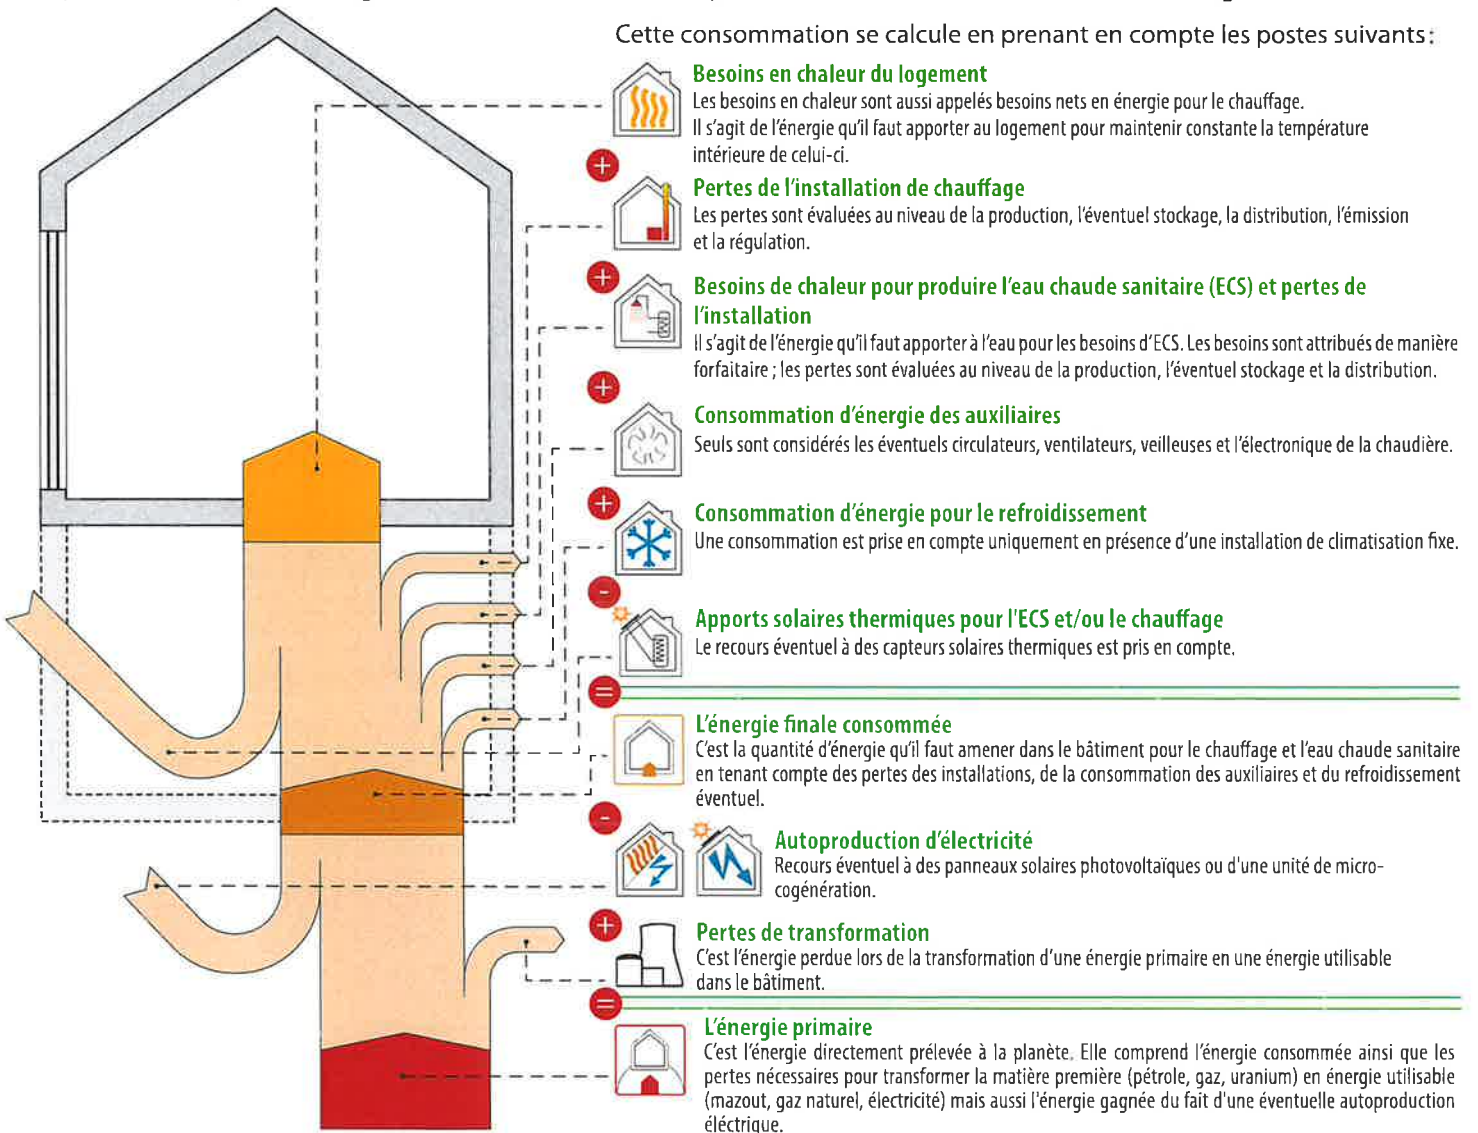 Cette consommation se calcule en prenant en compte les postes suivants :
Besoins en chaleur du logement
Les besoins en chaleur sont aussi appelés besoins nets en énergie pour le chauffage.
Il s'agit de l'énergie qu'il faut apporter au logement pour maintenir constante la température
intérieure de celui-ci.
+
Pertes de l'installation de chauffage
Les pertes sont évaluées au niveau de la production, l'éventuel stockage, la distribution, l'émission
et la régulation.
+
Besoins de chaleur pour produire l'eau chaude sanitaire (ECS) et pertes de
l'installation
Il s'agit de l'énergie qu'il faut apporter à l'eau pour les besoins d'ECS. Les besoins sont attribués de manière
forfaitaire ; les pertes sont évaluées au niveau de la production, l'éventuel stockage et la distribution.
+
Consommation d'énergie des auxiliaires
Seuls sont considérés les éventuels circulateurs, ventilateurs, veilleuses et l'électronique de la chaudière.
+
Consommation d'énergie pour le refroidissement
Une consommation est prise en compte uniquement en présence d'une installation de climatisation fixe.
-
Apports solaires thermiques pour l'ECS et/ou le chauffage
Le recours éventuel à des capteurs solaires thermiques est pris en compte.
=
L'énergie finale consommée
C'est la quantité d'énergie qu'il faut amener dans le bâtiment pour le chauffage et l'eau chaude sanitaire
en tenant compte des pertes des installations, de la consommation des auxiliaires et du refroidissement
éventuel.
-
Autoproduction d'électricité
Recours éventuel à des panneaux solaires photovoltaïques ou d'une unité de micro-
cogénération.
+
Pertes de transformation
C'est l'énergie perdue lors de la transformation d'une énergie primaire en une énergie utilisable
dans le bâtiment.
=
L'énergie primaire
C'est l'énergie directement prélevée à la planète. Elle comprend l'énergie consommée ainsi que les
pertes nécessaires pour transformer la matière première (pétrole, gaz, uranium) en énergie utilisable
(mazout, gaz naturel, électricité) mais aussi l'énergie gagnée du fait d'une éventuelle autoproduction
éléctrique.